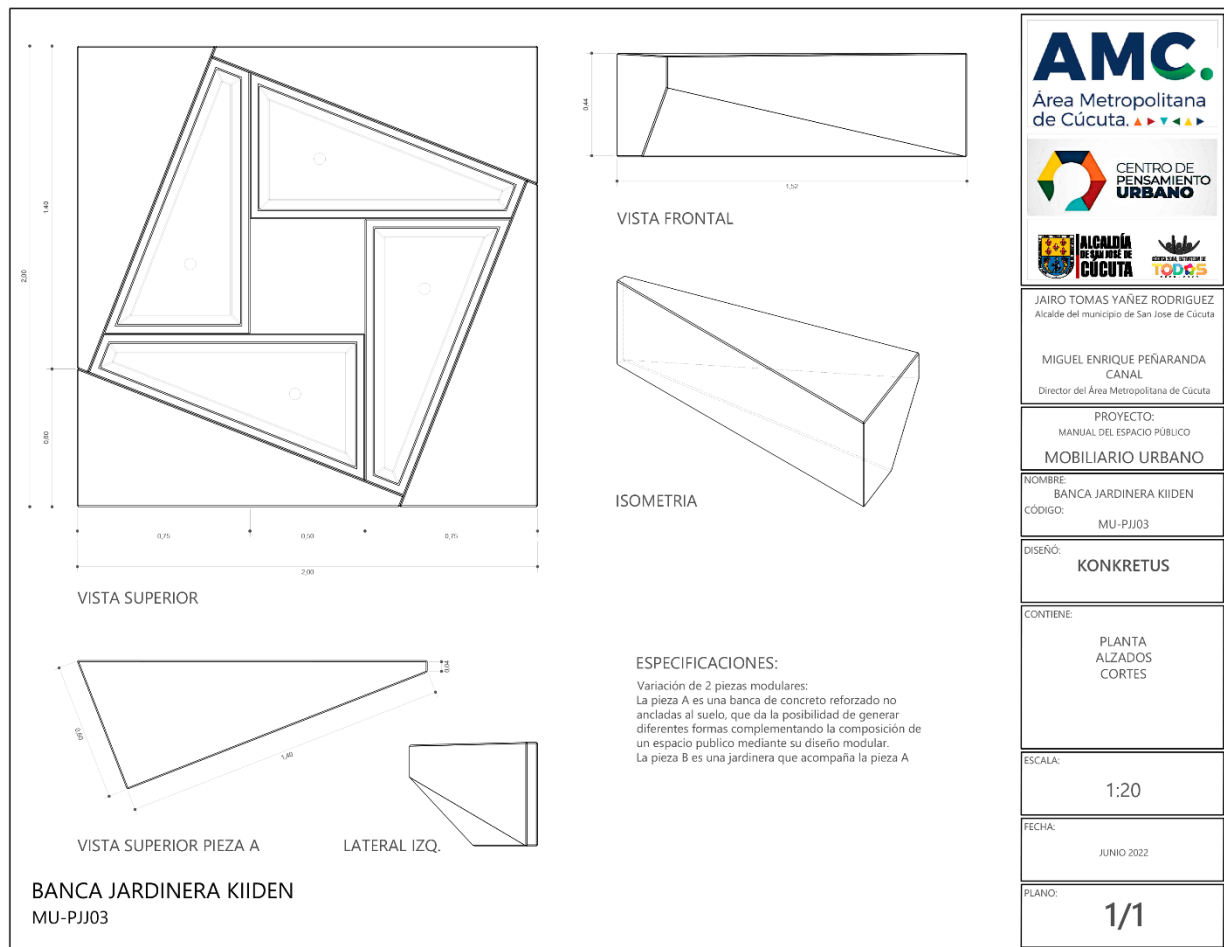 2,00
1,40
0,60
0,75
0,50
0,75
2,00
VISTA SUPERIOR
0,44
1,52
VISTA FRONTAL
ISOMETRIA
0,04
0,60
1,40
VISTA SUPERIOR PIEZA A
LATERAL IZQ.
ESPECIFICACIONES:
Variación de 2 piezas modulares:
La pieza A es una banca de concreto reforzado no
ancladas al suelo, que da la posibilidad de generar
diferentes formas complementando la composición de
un espacio publico mediante su diseño modular.
La pieza B es una jardinera que acompaña la pieza A
BANCA JARDINERA KIIDEN
MU-PJJ03
AMC.
Área Metropolitana
de Cúcuta.
CENTRO DE
PENSAMIENTO
URBANO
ALCALDÍA
DE SAN JOSÉ DE
CÚCUTA
TODOS
JAIRO TOMAS YAÑEZ RODRIGUEZ
Alcalde del municipio de San Jose de Cúcuta
MIGUEL ENRIQUE PEÑARANDA
CANAL
Director del Área Metropolitana de Cúcuta
PROYECTO:
MANUAL DEL ESPACIO PÚBLICO
MOBILIARIO URBANO
NOMBRE:
BANCA JARDINERA KIIDEN
CÓDIGO:
MU-PJJ03
DISEÑÓ:
KONKRETUS
CONTIENE:
PLANTA
ALZADOS
CORTES
ESCALA:
1:20
FECHA:
JUNIO 2022
PLANO:
1/1